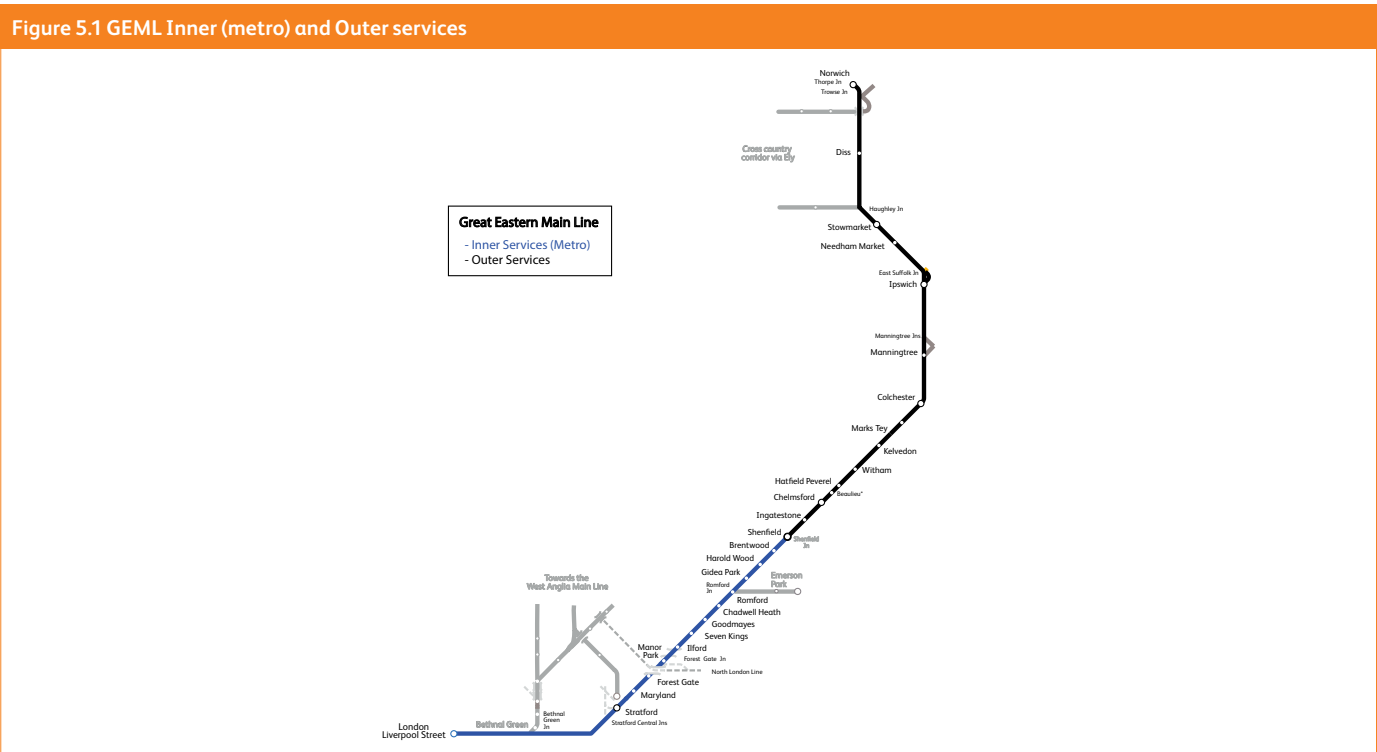 Figure 5.1 GEML Inner (metro) and Outer services
Norwich
Thorpe Jn
Trowse Jn
Cross country
corridor via Ely
Diss
Great Eastern Main Line
- Inner Services (Metro)
- Outer Services
Haughley Jn
Stowmarket
Needham Market
East Suffolk Jn
Ipswich
Manningtree Jns
Manningtree
Colchester
Marks Tey
Kelvedon
Witham
Hatfield Peverel
Beaulieu*
Chelmsford
Ingatestone
Shenfield
Shenfield
Jn
Brentwood
Harold Wood
Gidea Park
Emerson
Park
Romford
Jn
Romford
Chadwell Heath
Goodmayes
Seven Kings
Towards the
West Anglia Main Line
Manor
Park
Ilford
Forest Gate Jn
North London Line
Forest Gate
Maryland
Stratford
Stratford Central Jns
Bethnal
Green
Jn
Bethnal Green
London
Liverpool Street